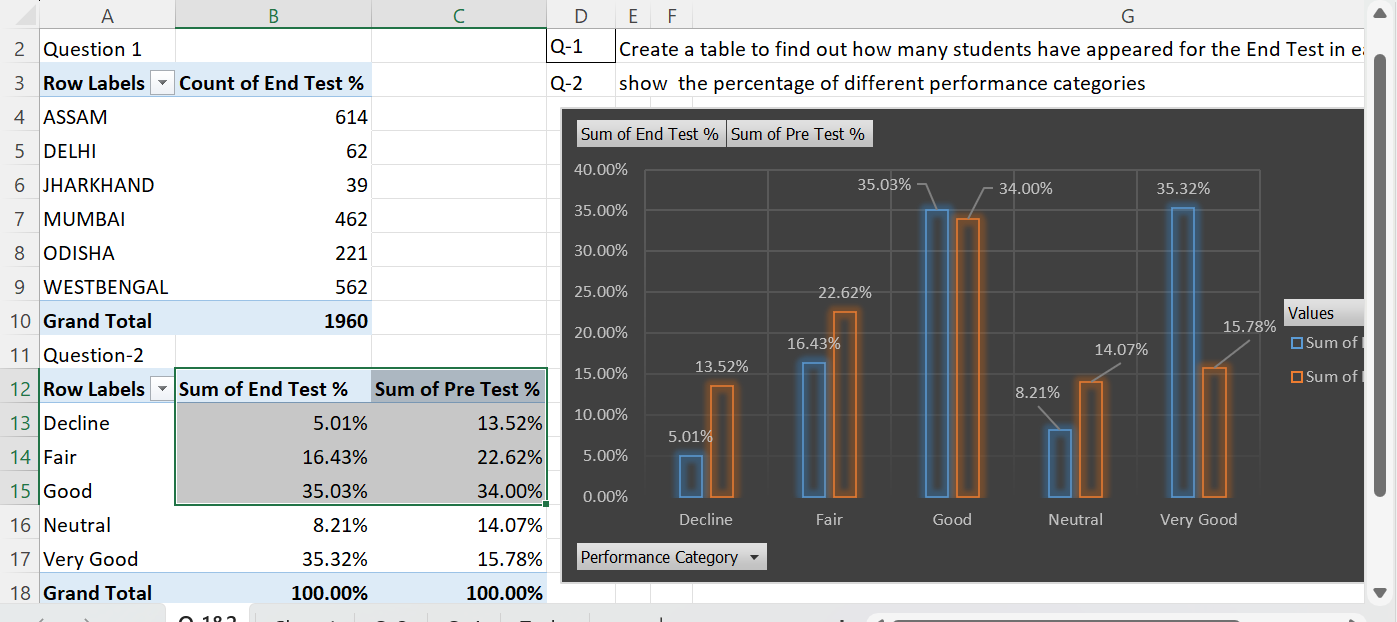 A B C D E F G
2 Question 1 Q-1 Create a table to find out how many students have appeared for the End Test in
3 Row Labels Count of End Test % Q-2 show the percentage of different performance categories
4 ASSAM 614
5 DELHI 62
6 JHARKHAND 39
7 MUMBAI 462
8 ODISHA 221
9 WESTBENGAL 562
10 Grand Total 1960
11 Question-2
12 Row Labels Sum of End Test % Sum of Pre Test %
13 Decline 5.01% 13.52%
14 Fair 16.43% 22.62%
15 Good 35.03% 34.00%
16 Neutral 8.21% 14.07%
17 Very Good 35.32% 15.78%
18 Grand Total 100.00% 100.00%
Sum of End Test % Sum of Pre Test %
40.00%
35.00%
30.00%
25.00%
20.00%
15.00%
10.00%
5.00%
0.00%
5.01% 13.52%
16.43% 22.62%
35.03% 34.00%
8.21% 14.07%
35.32% 15.78%
Decline Fair Good Neutral Very Good
Values
Sum of
Sum of
Performance Category